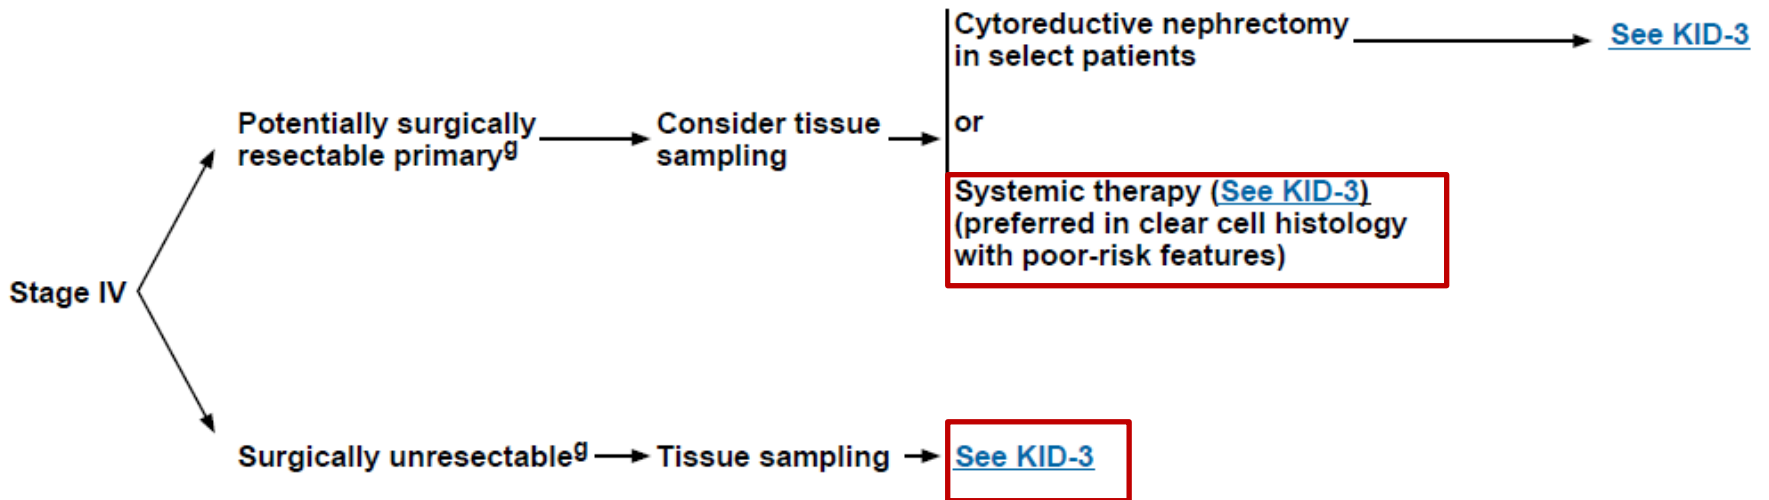 Cytoreductive nephrectomy
in select patients
See KID-3
Potentially surgically
resectable primaryg
Consider tissue
sampling
or
Systemic therapy (See KID-3)
(preferred in clear cell histology
with poor-risk features)
Stage IV
Surgically unresectableg
Tissue sampling
See KID-3